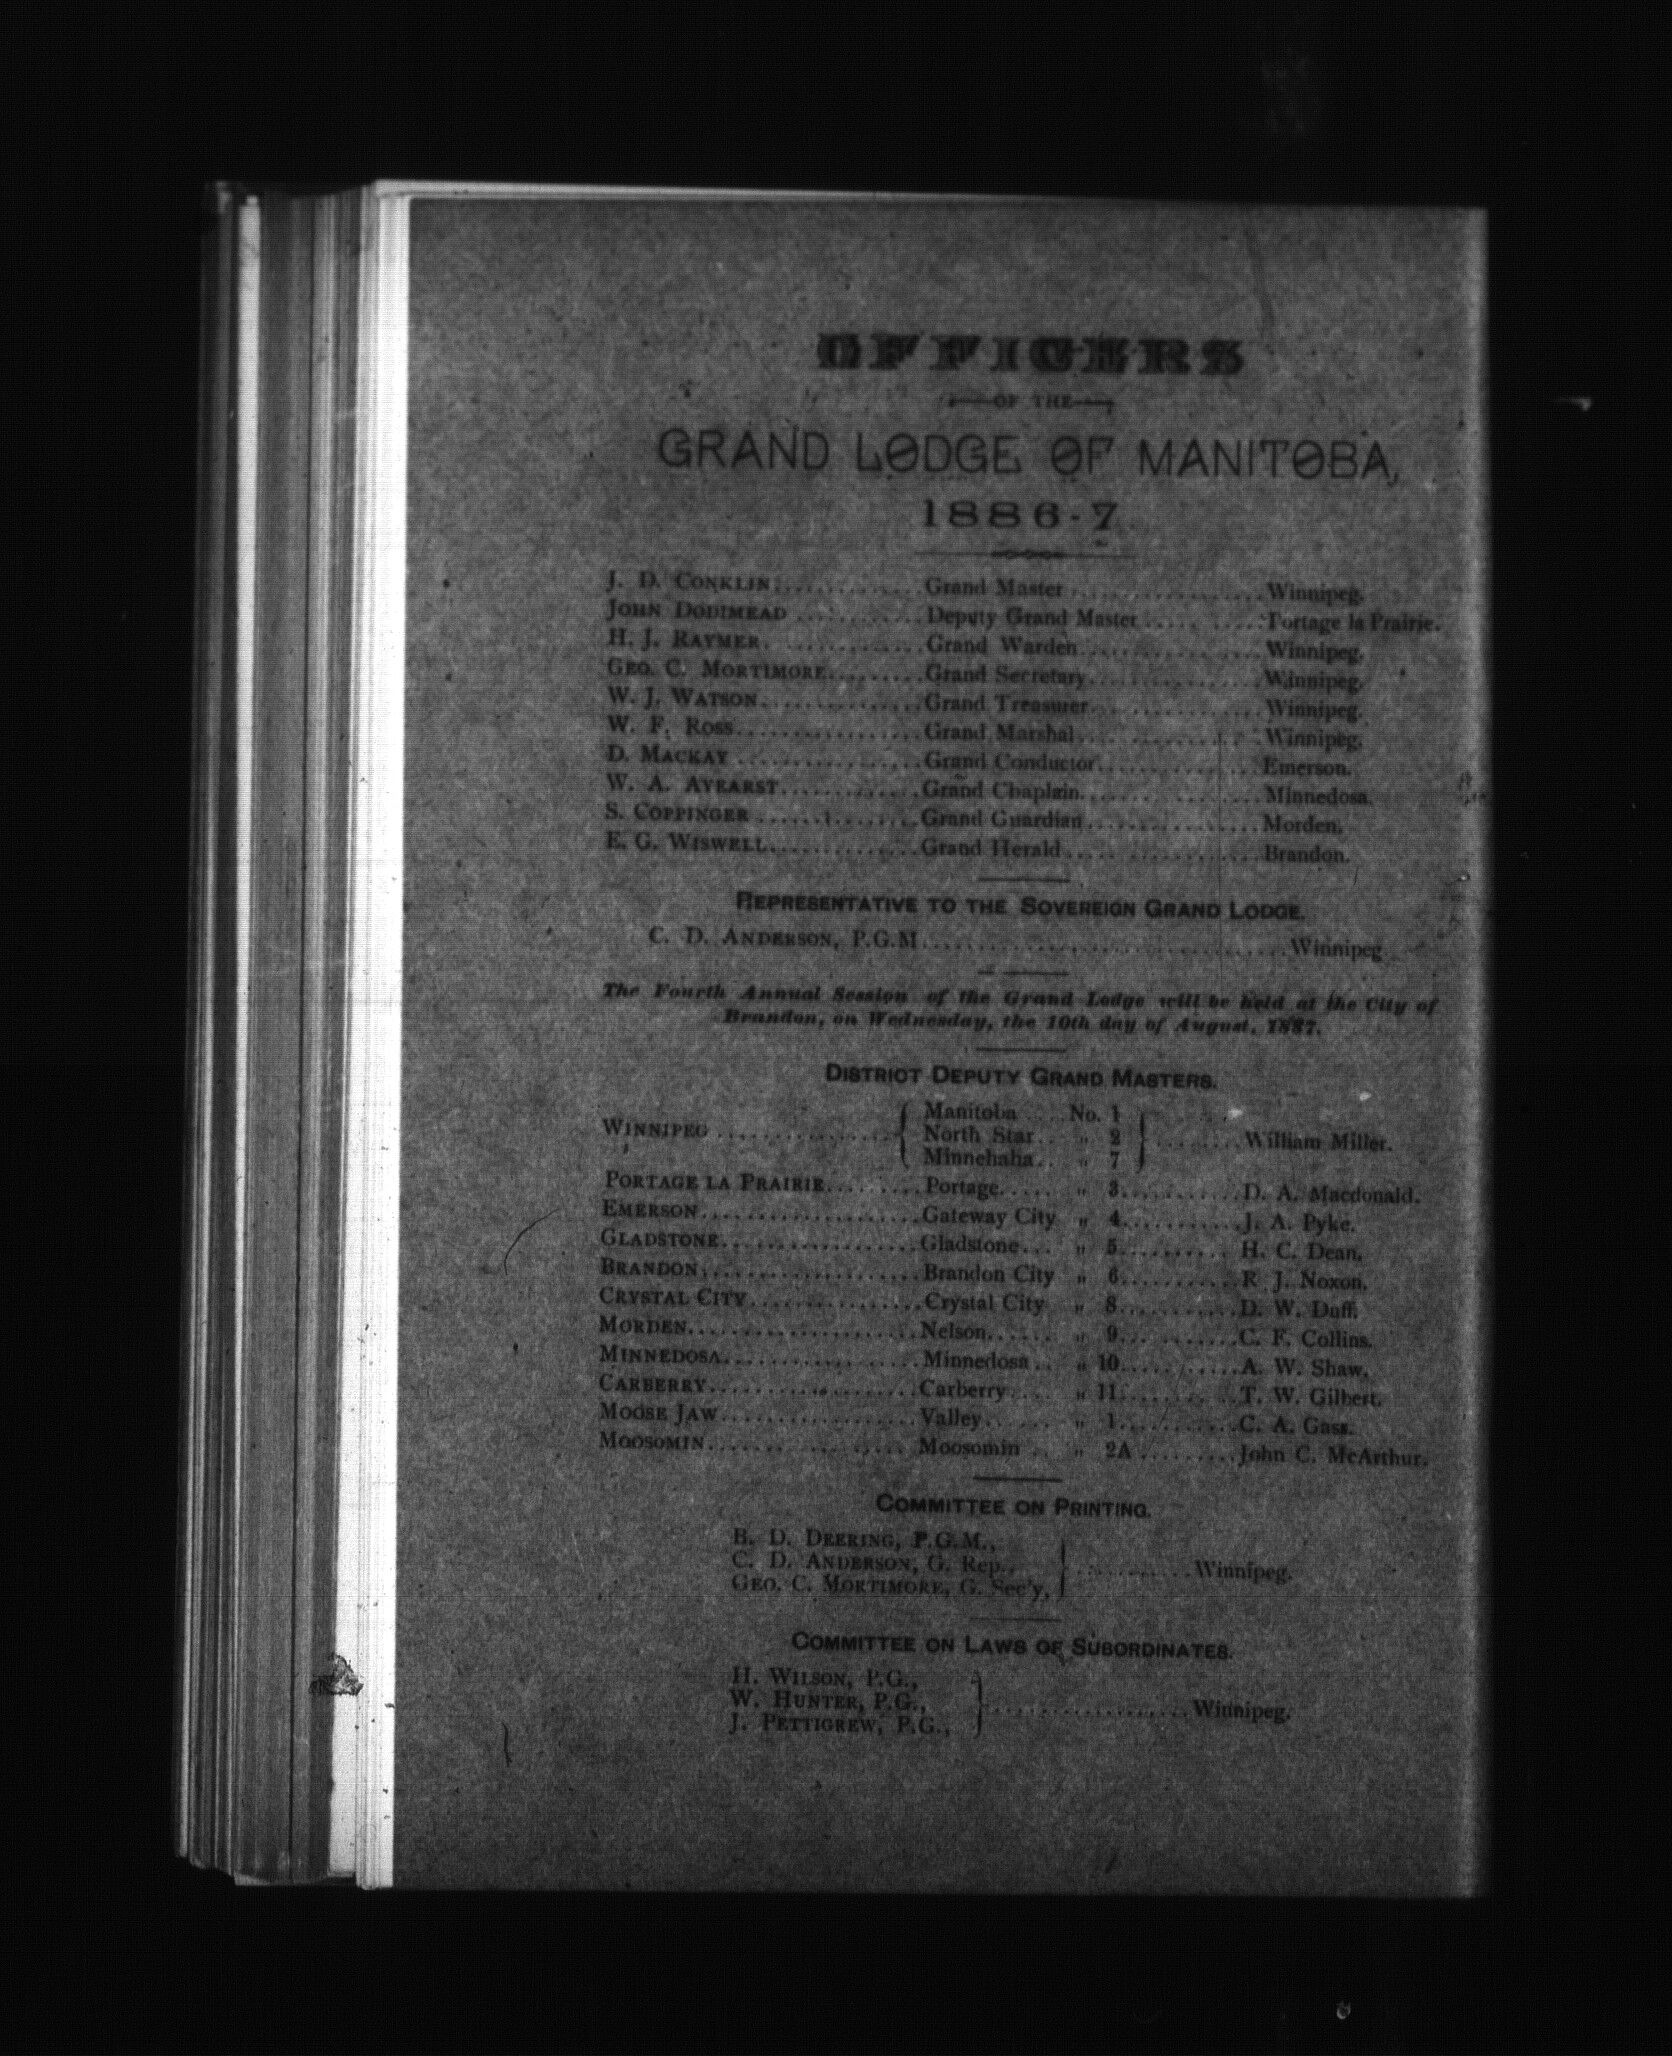 OFFICERS
OF THE
GRAND LODGE OF MANITOBA,
1886-7
J. D. CONKLIN..............Grand Master..................Winnipeg.
JOHN DODIMEAD ............Deputy Grand Master..............Portage la Prairie.
H. J. RAYMER...............Grand Warden..................Winnipeg.
GEO. C. MORTIMORE.........Grand Secretary.................Winnipeg.
W. J. WATSON...............Grand Treasurer................Winnipeg.
W. F. ROSS..................Grand Marshal.................Winnipeg.
D. MACKAY..................Grand Conductor...............Emerson.
W. A. AYEARST..............Grand Chaplain.................Minnedosa.
S. COPPINGER................Grand Guardian................Morden.
E. G. WISWELL...............Grand Herald..................Brandon.
REPRESENTATIVE TO THE SOVEREIGN GRAND LODGE.
C. D. ANDERSON, P.G.M....................................Winnipeg
The Fourth Annual Session of the Grand Lodge will be held at the City of
Brandon, on Wednesday, the 10th day of August, 1887.
DISTRICT DEPUTY GRAND MASTERS.
Manitoba....No. 1
WINNIPEG..................North Star.. " 2 ........William Miller.
Minnehaha.. " 7
PORTAGE LA PRAIRIE.........Portage..... " 3...........D. A. Macdonald.
EMERSON.....................Gateway City " 4...........J. A. Pyke.
GLADSTONE...................Gladstone... " 5.......... H. C. Dean.
BRANDON.....................Brandon City " 6..........R J. Noxon.
CRYSTAL CITY.................Crystal City " 8...........D. W. Duff.
MORDEN......................Nelson...... " 9...........C. F. Collins.
MINNEDOSA...................Minnedosa.. " 10...........A. W. Shaw.
CARBERRY....................Carberry.... " 11...........T. W. Gilbert.
MOOSE JAW...................Valley....... " 1...........C. A. Gass.
MOOSOMIN................... Moosomin .. " 2A.........John C. McArthur.
COMMITTEE ON PRINTING.
B. D. DEERING, P.G.M.,
C. D. ANDERSON, G. Rep., ...........Winnipeg.
GEO. C. MORTIMORE, G. Sec'y,
COMMITTEE ON LAWS OF SUBORDINATES.
H. WILSON, P.G.,
W. HUNTER, P.G., ..................Winnipeg.
J. PETTIGREW, P.G.,